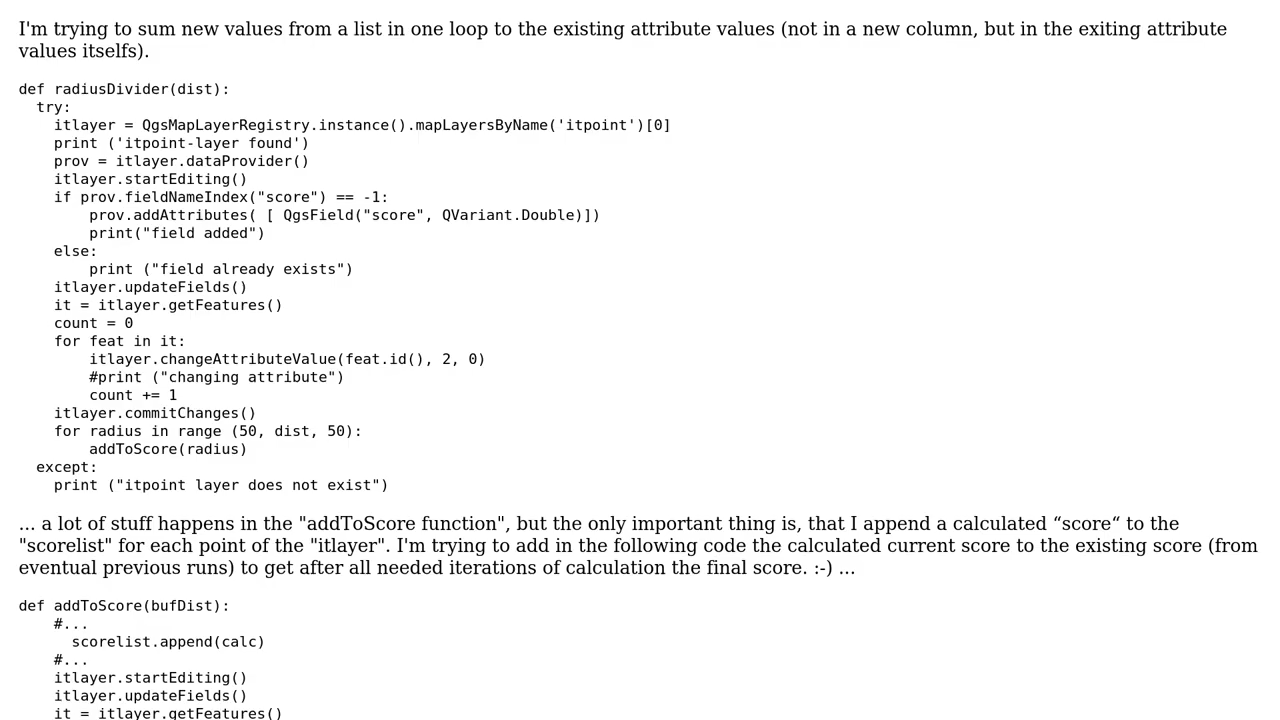 I'm trying to sum new values from a list in one loop to the existing attribute values (not in a new column, but in the exiting attribute
values itselfs).
def radiusDivider(dist):
  try:
    itlayer = QgsMapLayerRegistry.instance().mapLayersByName('itpoint')[0]
    print ('itpoint-layer found')
    prov = itlayer.dataProvider()
    itlayer.startEditing()
    if prov.fieldNameIndex("score") == -1:
        prov.addAttributes( [ QgsField("score", QVariant.Double)])
        print("field added")
    else:
        print ("field already exists")
    itlayer.updateFields()
    it = itlayer.getFeatures()
    count = 0
    for feat in it:
        itlayer.changeAttributeValue(feat.id(), 2, 0)
        #print ("changing attribute")
        count += 1
    itlayer.commitChanges()
    for radius in range (50, dist, 50):
        addToScore(radius)
  except:
    print ("itpoint layer does not exist")
... a lot of stuff happens in the "addToScore function", but the only important thing is, that I append a calculated “score“ to the
"scorelist" for each point of the "itlayer". I'm trying to add in the following code the calculated current score to the existing score (from
eventual previous runs) to get after all needed iterations of calculation the final score. :-) ...
def addToScore(bufDist):
    #...
      scorelist.append(calc)
    #...
    itlayer.startEditing()
    itlayer.updateFields()
    it = itlayer.getFeatures()